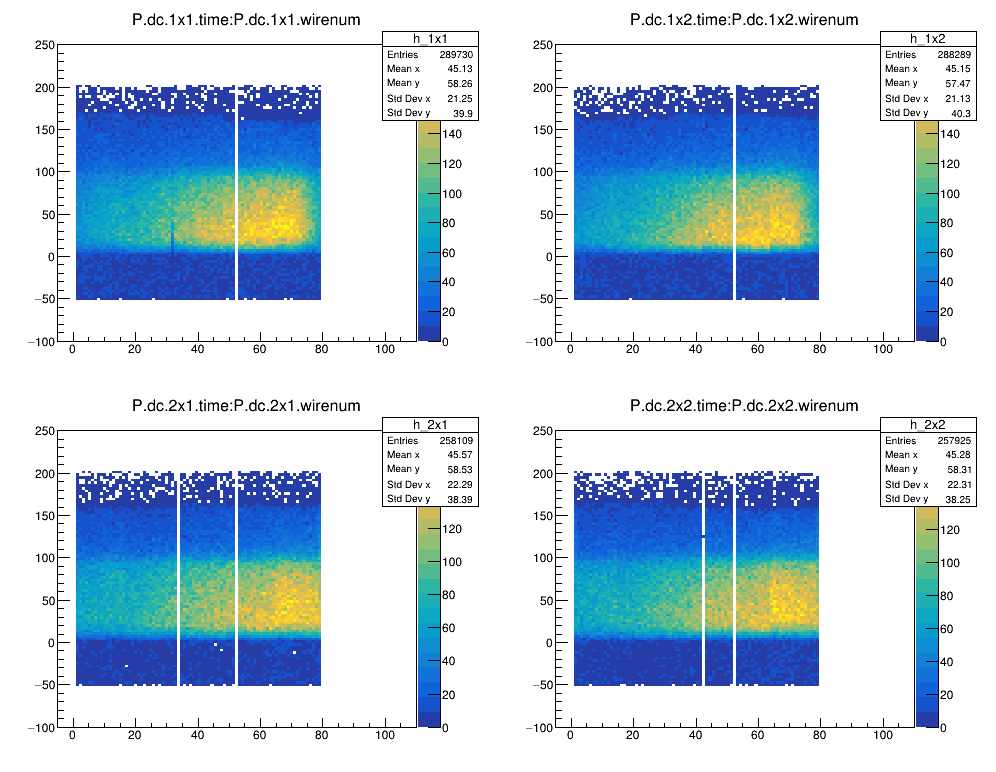 P.dc.1x1.time:P.dc.1x1.wirenum
h_1x1
Entries 289730
Mean x 45.13
Mean y 58.26
Std Dev x 21.25
Std Dev y 39.9
250
200
150
100
50
0
−50
−100
0 20 40 60 80 100
140
120
100
80
60
40
20
0
P.dc.1x2.time:P.dc.1x2.wirenum
h_1x2
Entries 288289
Mean x 45.15
Mean y 57.47
Std Dev x 21.13
Std Dev y 40.3
250
200
150
100
50
0
−50
−100
0 20 40 60 80 100
140
120
100
80
60
40
20
0
P.dc.2x1.time:P.dc.2x1.wirenum
h_2x1
Entries 258109
Mean x 45.57
Mean y 58.53
Std Dev x 22.29
Std Dev y 38.39
250
200
150
100
50
0
−50
−100
0 20 40 60 80 100
120
100
80
60
40
20
0
P.dc.2x2.time:P.dc.2x2.wirenum
h_2x2
Entries 257925
Mean x 45.28
Mean y 58.31
Std Dev x 22.31
Std Dev y 38.25
250
200
150
100
50
0
−50
−100
0 20 40 60 80 100
120
100
80
60
40
20
0